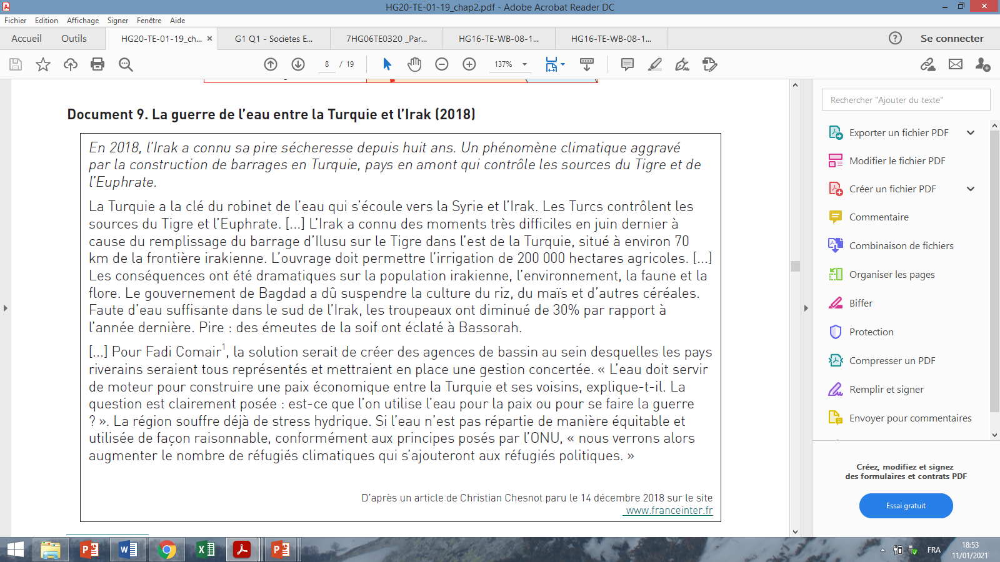 HG20-TE-01-19_chap2.pdf - Adobe Acrobat Reader DC
Fichier Edition Affichage Signer Fenêtre Aide
Accueil Outils HG20-TE-01-19_ch... × G1 Q1 - Societes E... 7HG06TE0320 _Par... HG16-TE-WB-08-1... HG16-TE-WB-08-1... Se connecter
8 / 19 137%
Document 9. La guerre de l’eau entre la Turquie et l’Irak (2018)
En 2018, l’Irak a connu sa pire sécheresse depuis huit ans. Un phénomène climatique aggravé
par la construction de barrages en Turquie, pays en amont qui contrôle les sources du Tigre et de
l’Euphrate.
La Turquie a la clé du robinet de l’eau qui s’écoule vers la Syrie et l’Irak. Les Turcs contrôlent les
sources du Tigre et l’Euphrate. [...] L’Irak a connu des moments très difficiles en juin dernier à
cause du remplissage du barrage d’Ilusu sur le Tigre dans l’est de la Turquie, situé à environ 70
km de la frontière irakienne. L’ouvrage doit permettre l’irrigation de 200 000 hectares agricoles. [...]
Les conséquences ont été dramatiques sur la population irakienne, l’environnement, la faune et la
flore. Le gouvernement de Bagdad a dû suspendre la culture du riz, du maïs et d’autres céréales.
Faute d’eau suffisante dans le sud de l’Irak, les troupeaux ont diminué de 30% par rapport à
l’année dernière. Pire : des émeutes de la soif ont éclaté à Bassorah.
[...] Pour Fadi Comair1, la solution serait de créer des agences de bassin au sein desquelles les pays
riverains seraient tous représentés et mettraient en place une gestion concertée. « L’eau doit servir
de moteur pour construire une paix économique entre la Turquie et ses voisins, explique-t-il. La
question est clairement posée : est-ce que l’on utilise l’eau pour la paix ou pour se faire la guerre
? ». La région souffre déjà de stress hydrique. Si l’eau n’est pas répartie de manière équitable et
utilisée de façon raisonnable, conformément aux principes posés par l’ONU, « nous verrons alors
augmenter le nombre de réfugiés climatiques qui s’ajouteront aux réfugiés politiques. »
D’après un article de Christian Chesnot paru le 14 décembre 2018 sur le site
www.franceinter.fr
Rechercher "Ajouter du texte"
Exporter un fichier PDF
Modifier le fichier PDF
Créer un fichier PDF
Commentaire
Combinaison de fichiers
Organiser les pages
Biffer
Protection
Compresser un PDF
Remplir et signer
Envoyer pour commentaires
Créez, modifiez et signez
des formulaires et contrats PDF
Essai gratuit
FRA
18:53
11/01/2021